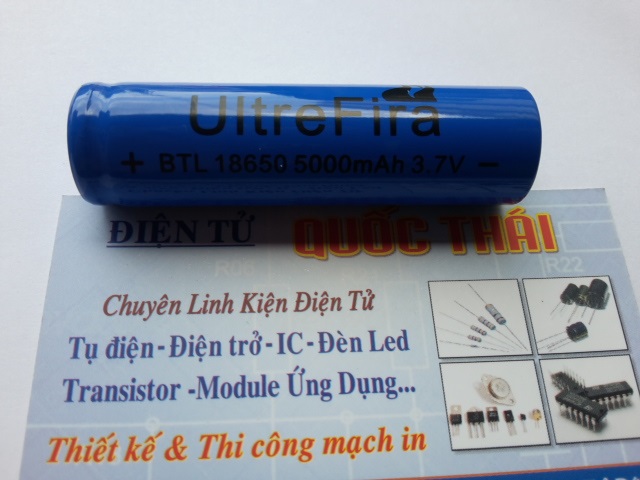 UltreFira
+ BTL 18650 5000mAh 3.7V −
ĐIỆN TỬ QUỐC THÁI
R22
Chuyên Linh Kiện Điện Tử
Tụ điện-Điện trở-IC-Đèn Led
Transistor -Module Ứng Dụng...
Thiết kế & Thi công mạch in